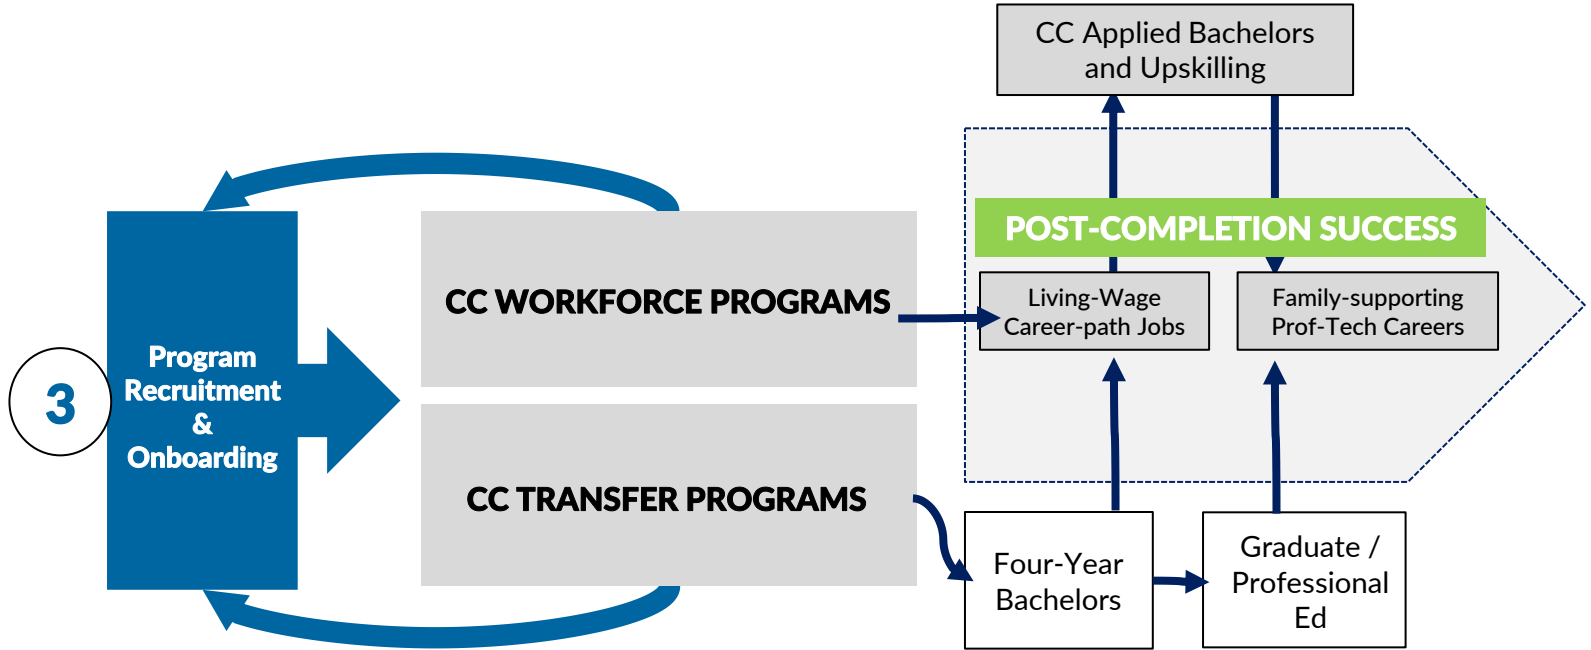 CC Applied Bachelors
and Upskilling
POST-COMPLETION SUCCESS
CC WORKFORCE PROGRAMS
Living-Wage
Career-path Jobs
Family-supporting
Prof-Tech Careers
3
Program
Recruitment
&
Onboarding
CC TRANSFER PROGRAMS
Four-Year
Bachelors
Graduate /
Professional
Ed